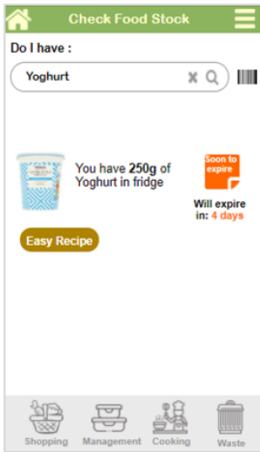 Check Food Stock
Do I have :
Yoghurt
You have 250g of
Yoghurt in fridge
Soon to
expire
Will expire
in: 4 days
Easy Recipe
Shopping
Management
Cooking
Waste